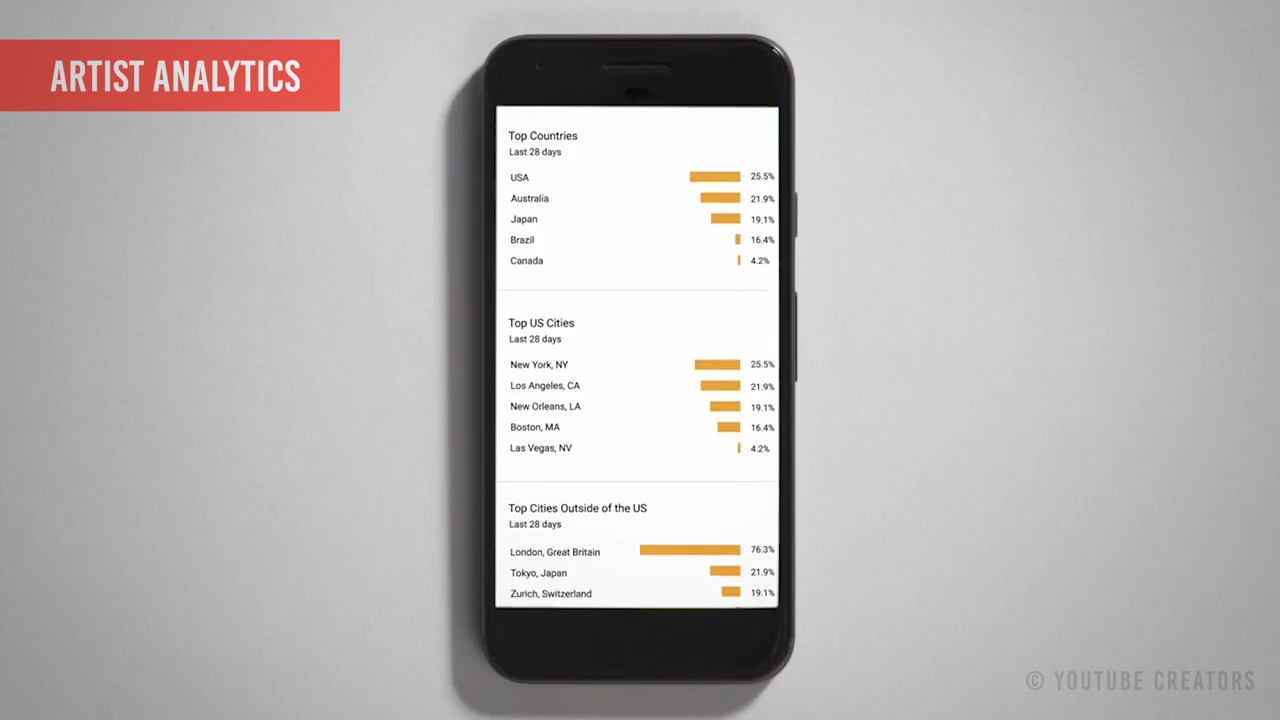 ARTIST ANALYTICS
Top Countries
Last 28 days
USA 25.5%
Australia 21.9%
Japan 19.1%
Brazil 16.4%
Canada 4.2%
Top US Cities
Last 28 days
New York, NY 25.5%
Los Angeles, CA 21.9%
New Orleans, LA 19.1%
Boston, MA 16.4%
Las Vegas, NV 4.2%
Top Cities Outside of the US
Last 28 days
London, Great Britain 76.3%
Tokyo, Japan 21.9%
Zurich, Switzerland 19.1%
© YOUTUBE CREATORS